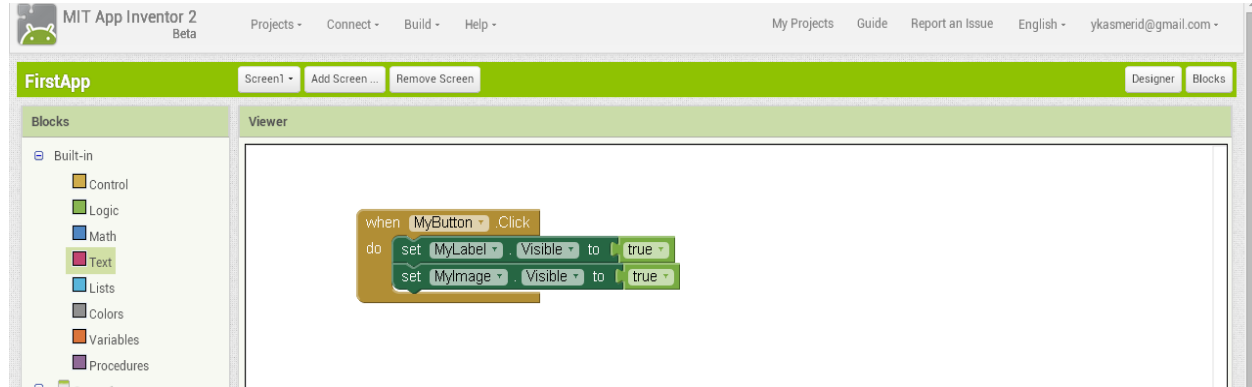 MIT App Inventor 2
Beta
Projects Connect Build Help My Projects Guide Report an Issue English ykasmerid@gmail.com
FirstApp Screen1 Add Screen ... Remove Screen Designer Blocks
Blocks Viewer
Built-in
Control
Logic
Math
Text
Lists
Colors
Variables
Procedures
when MyButton .Click
do set MyLabel . Visible to true
set MyImage . Visible to true